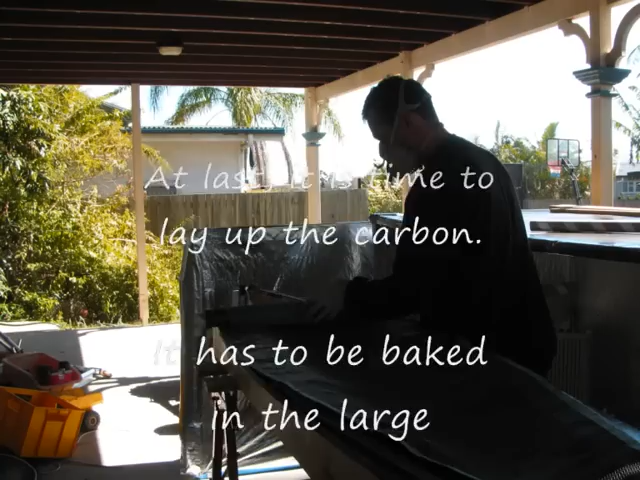 At last, it is time to
lay up the carbon.
It has to be baked
in the large